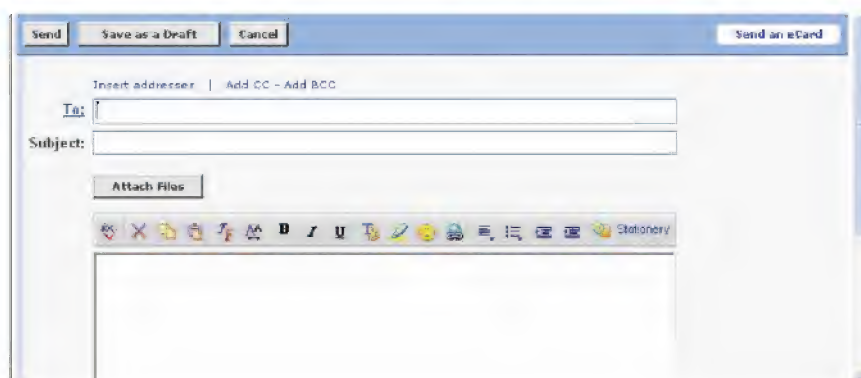 Send Save as a Draft Cancel Send an eCard
Insert addresses | Add CC - Add BCC
To:
Subject:
Attach Files
B I U Stationery